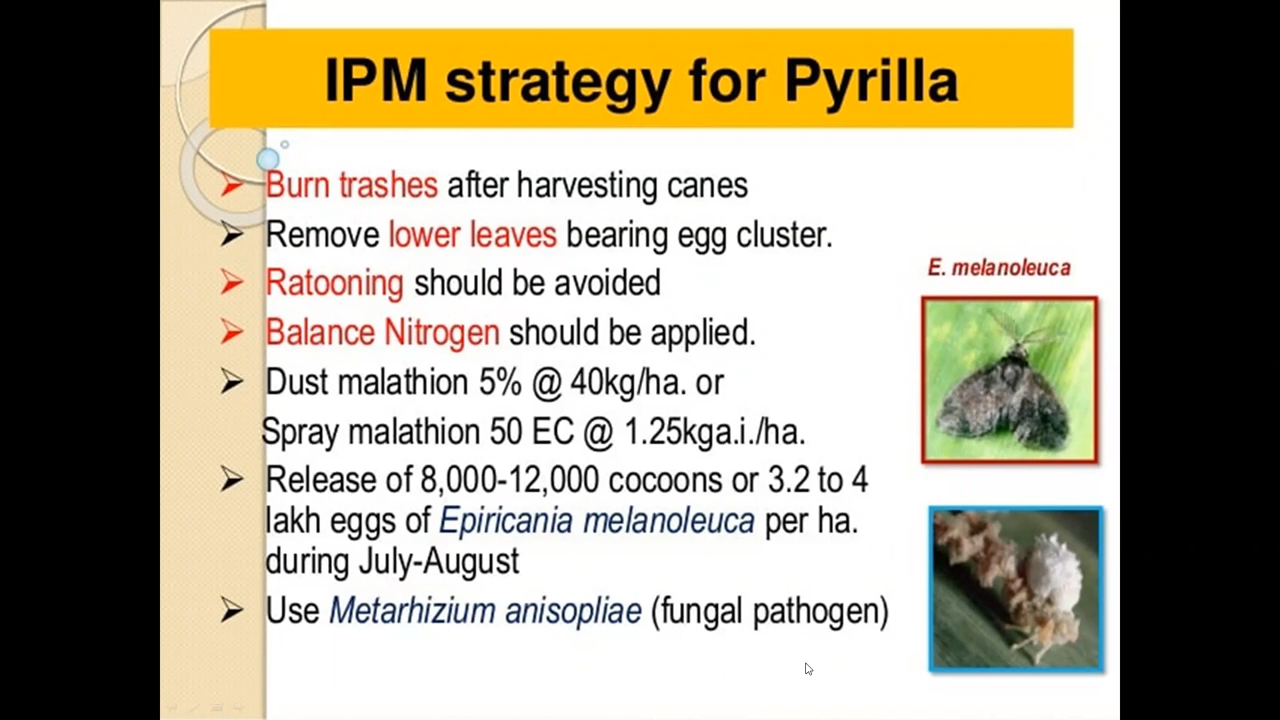 IPM strategy for Pyrilla
Burn trashes after harvesting canes
Remove lower leaves bearing egg cluster.
Ratooning should be avoided
Balance Nitrogen should be applied.
Dust malathion 5% @ 40kg/ha. or
Spray malathion 50 EC @ 1.25kga.i./ha.
Release of 8,000-12,000 cocoons or 3.2 to 4
lakh eggs of Epiricania melanoleuca per ha.
during July-August
Use Metarhizium anisopliae (fungal pathogen)
E. melanoleuca